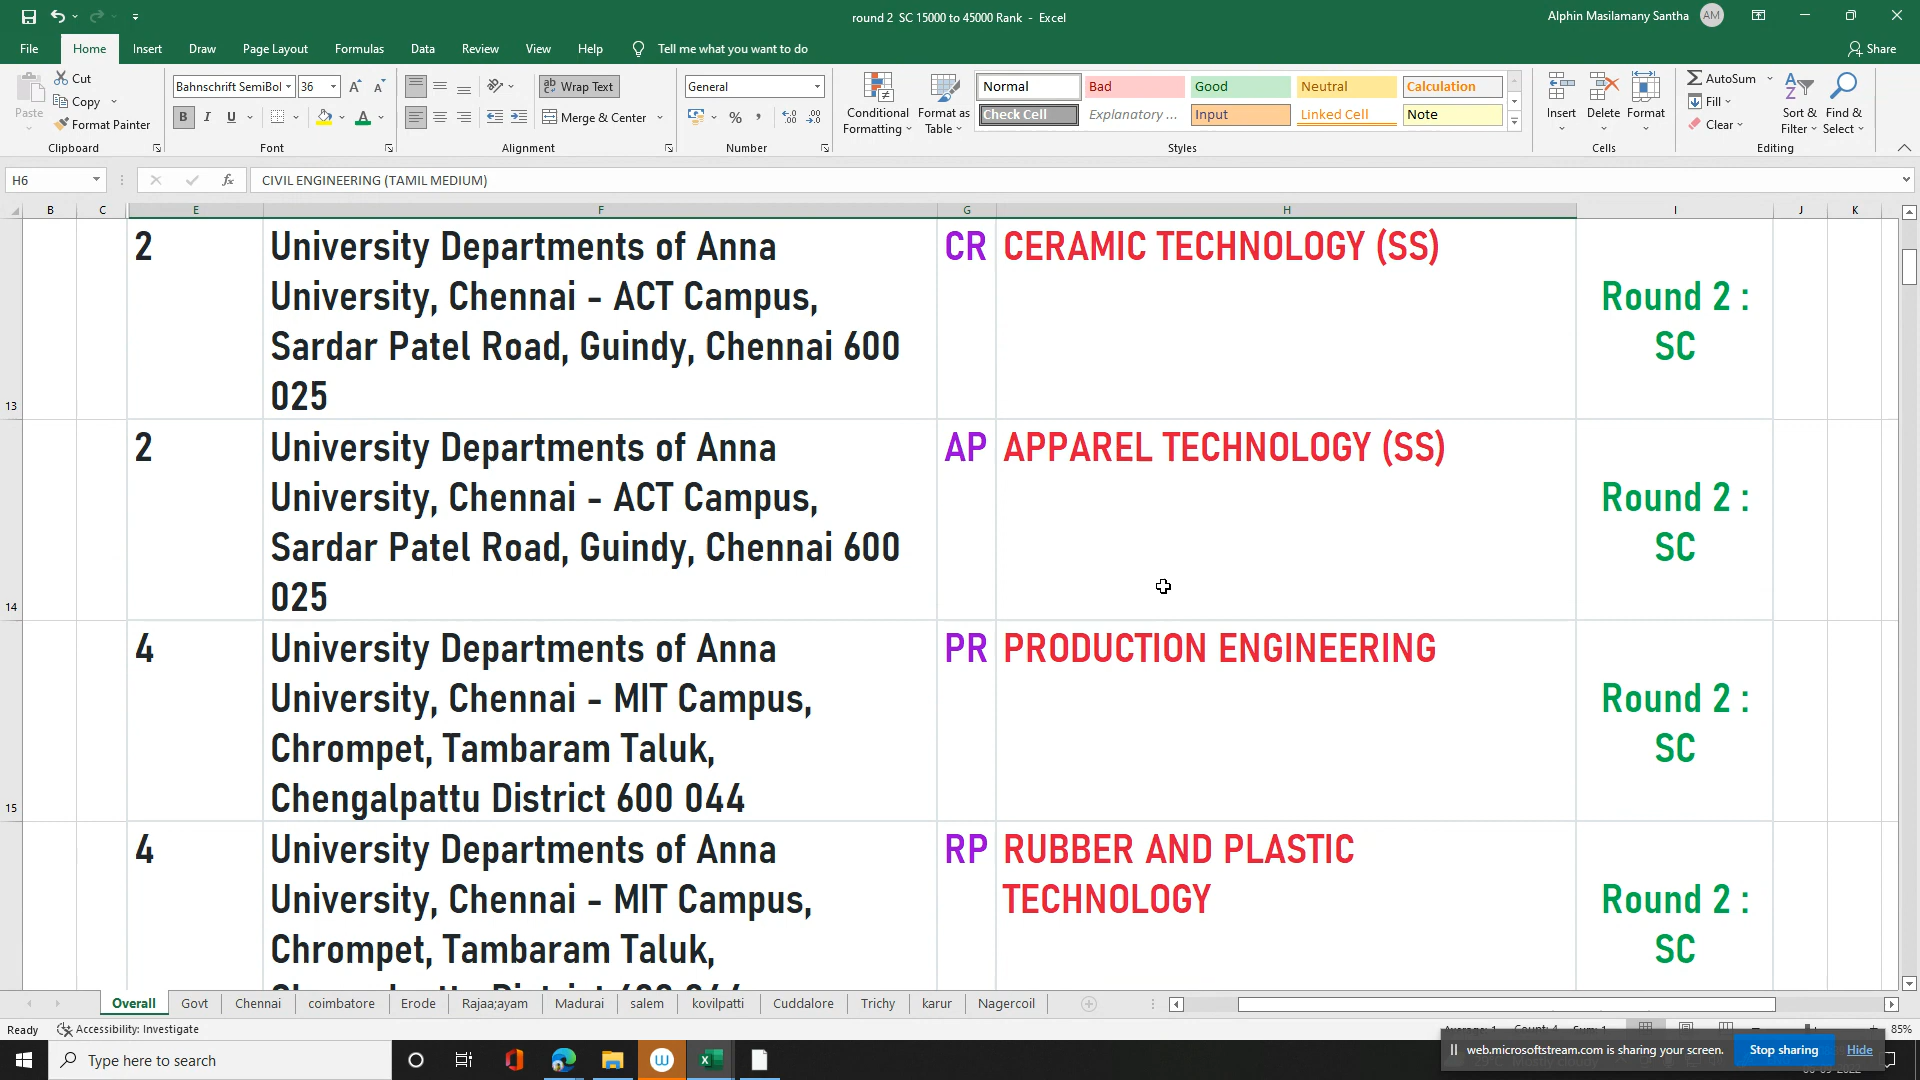 round 2  SC 15000 to 45000 Rank  -  Excel
Alphin Masilamany Santha
AM
File
Home
Insert
Draw
Page Layout
Formulas
Data
Review
View
Help
Tell me what you want to do
Share
Paste
Cut
Copy
Format Painter
Clipboard
Bahnschrift SemiBol
36
B I U
Font
Wrap Text
Merge & Center
Alignment
General
Number
Conditional
Formatting
Format as
Table
Normal
Bad
Good
Neutral
Calculation
Check Cell
Explanatory ...
Input
Linked Cell
Note
Styles
Insert
Delete
Format
Cells
AutoSum
Fill
Clear
Sort &
Filter
Find &
Select
Editing
H6
fx
CIVIL ENGINEERING (TAMIL MEDIUM)
B C E F G H I J K
13
2
University Departments of Anna
University, Chennai – ACT Campus,
Sardar Patel Road, Guindy, Chennai 600
025
CR
CERAMIC TECHNOLOGY (SS)
Round 2 :
SC
14
2
University Departments of Anna
University, Chennai – ACT Campus,
Sardar Patel Road, Guindy, Chennai 600
025
AP
APPAREL TECHNOLOGY (SS)
Round 2 :
SC
15
4
University Departments of Anna
University, Chennai – MIT Campus,
Chrompet, Tambaram Taluk,
Chengalpattu District 600 044
PR
PRODUCTION ENGINEERING
Round 2 :
SC
4
University Departments of Anna
University, Chennai – MIT Campus,
Chrompet, Tambaram Taluk,
RP
RUBBER AND PLASTIC
TECHNOLOGY
Round 2 :
SC
Overall
Govt
Chennai
coimbatore
Erode
Rajaa;ayam
Madurai
salem
kovilpatti
Cuddalore
Trichy
karur
Nagercoil
Ready
Accessibility: Investigate
85%
Type here to search
web.microsoftstream.com is sharing your screen.
Stop sharing
Hide